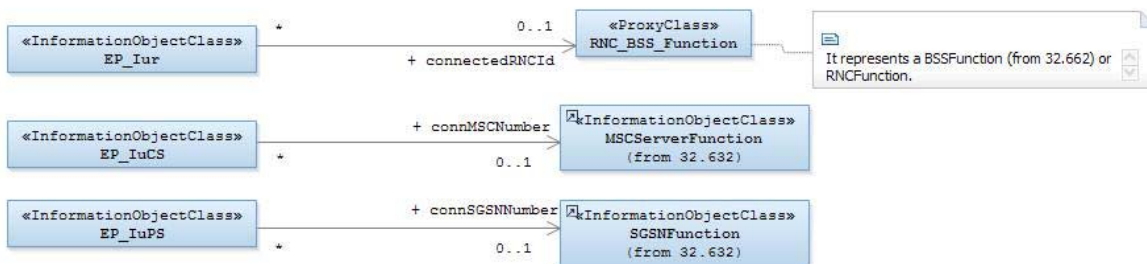 «InformationObjectClass»
EP_Iur
*
0..1
+ connectedRNCId
«ProxyClass»
RNC_BSS_Function
It represents a BSSFunction (from 32.662) or
RNCFunction.
«InformationObjectClass»
EP_IuCS
+ connMSCNumber
*
0..1
«InformationObjectClass»
MSCServerFunction
(from 32.632)
«InformationObjectClass»
EP_IuPS
+ connSGSNNumber
*
0..1
«InformationObjectClass»
SGSNFunction
(from 32.632)